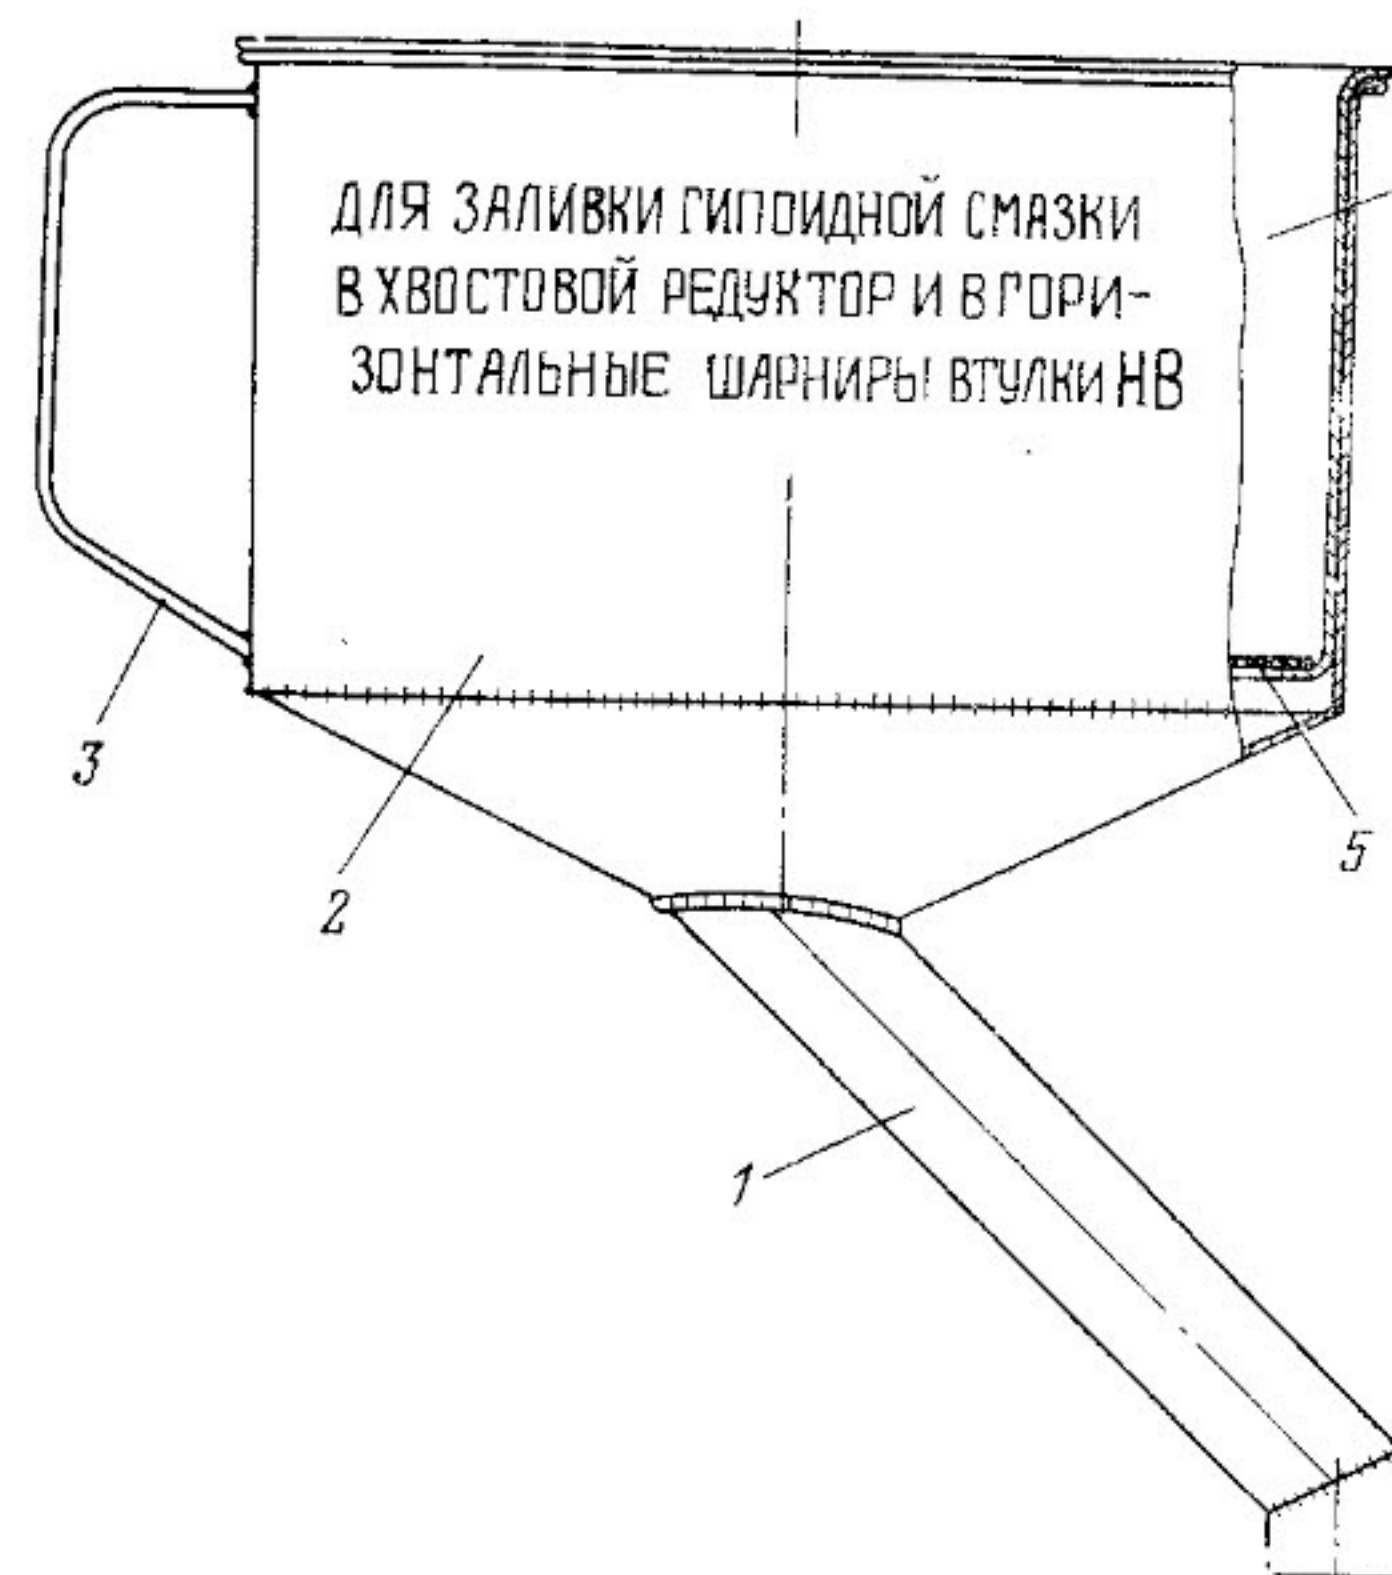 ДЛЯ ЗАЛИВКИ ГИПОИДНОЙ СМАЗКИ
В ХВОСТОВОЙ РЕДУКТОР И В ГОРИ-
ЗОНТАЛЬНЫЕ ШАРНИРЫ ВТУЛКИ НВ
3
5
2
1